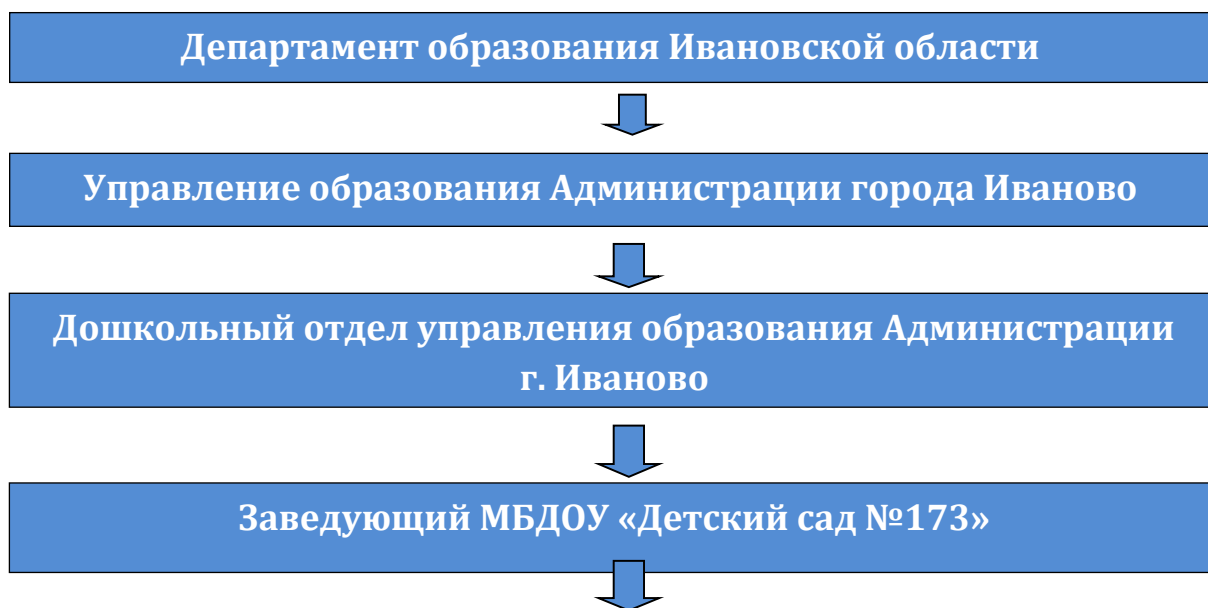 Департамент образования Ивановской области
Управление образования Администрации города Иваново
Дошкольный отдел управления образования Администрации
г. Иваново
Заведующий МБДОУ «Детский сад №173»